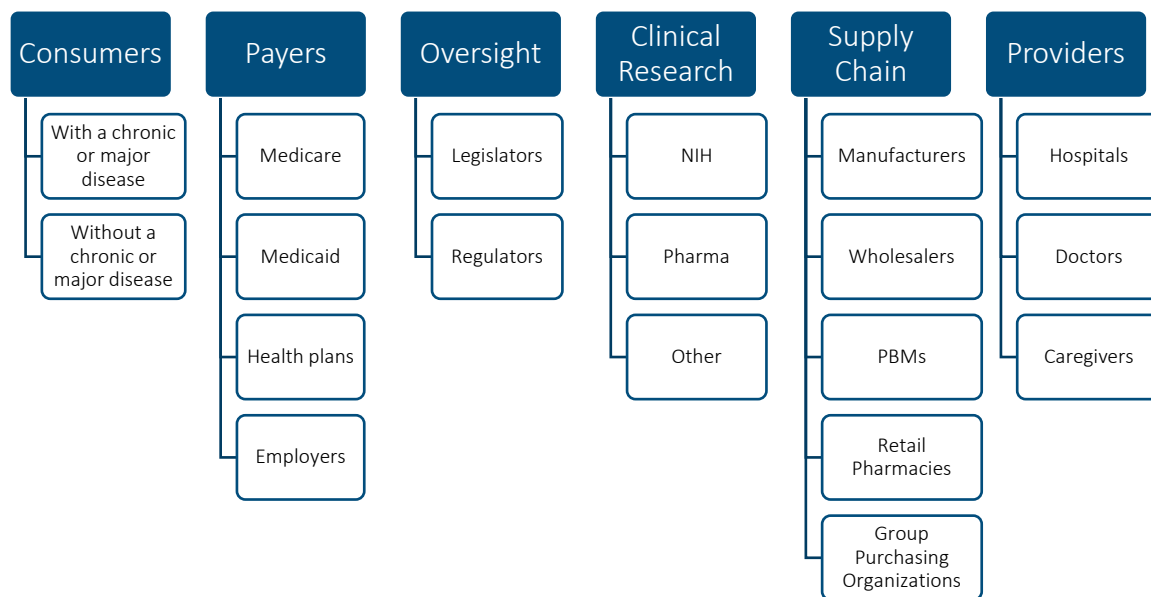 Consumers
With a chronic
or major
disease
Without a
chronic or
major disease
Payers
Medicare
Medicaid
Health plans
Employers
Oversight
Legislators
Regulators
Clinical
Research
NIH
Pharma
Other
Supply
Chain
Manufacturers
Wholesalers
PBMs
Retail
Pharmacies
Group
Purchasing
Organizations
Providers
Hospitals
Doctors
Caregivers